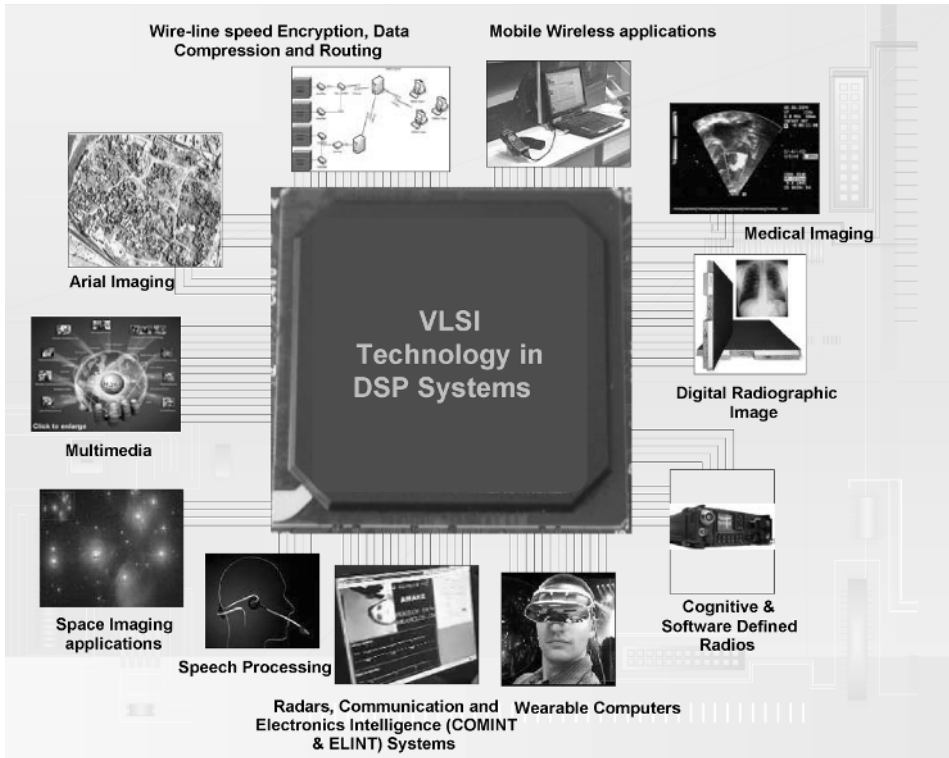 Wire-line speed Encryption, Data
Compression and Routing
Mobile Wireless applications
Medical Imaging
Arial Imaging
VLSI
Technology in
DSP Systems
Digital Radiographic
Image
Multimedia
Click to enlarge
Cognitive &
Software Defined
Radios
Space Imaging
applications
Speech Processing
AWAKE
Wearable Computers
Radars, Communication and
Electronics Intelligence (COMINT
& ELINT) Systems